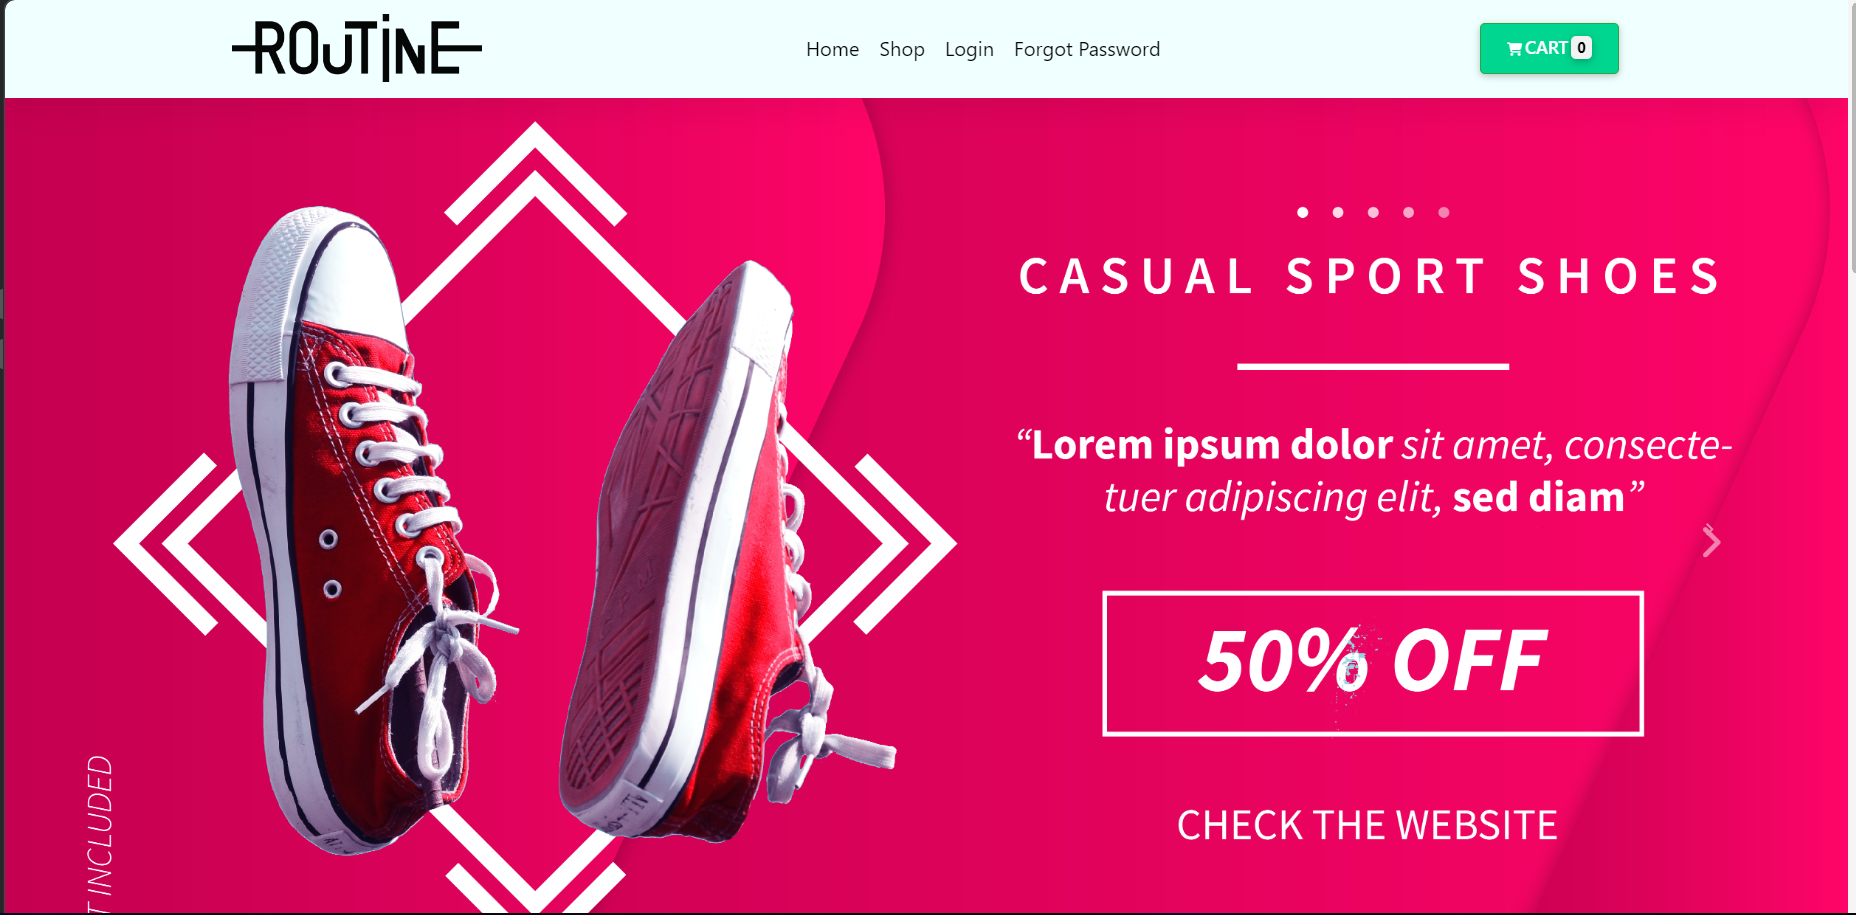 ROUTINE
Home Shop Login Forgot Password
CART 0
CASUAL SPORT SHOES
“Lorem ipsum dolor sit amet, consecte-
tuer adipiscing elit, sed diam”
50% OFF
CHECK THE WEBSITE
T INCLUDED